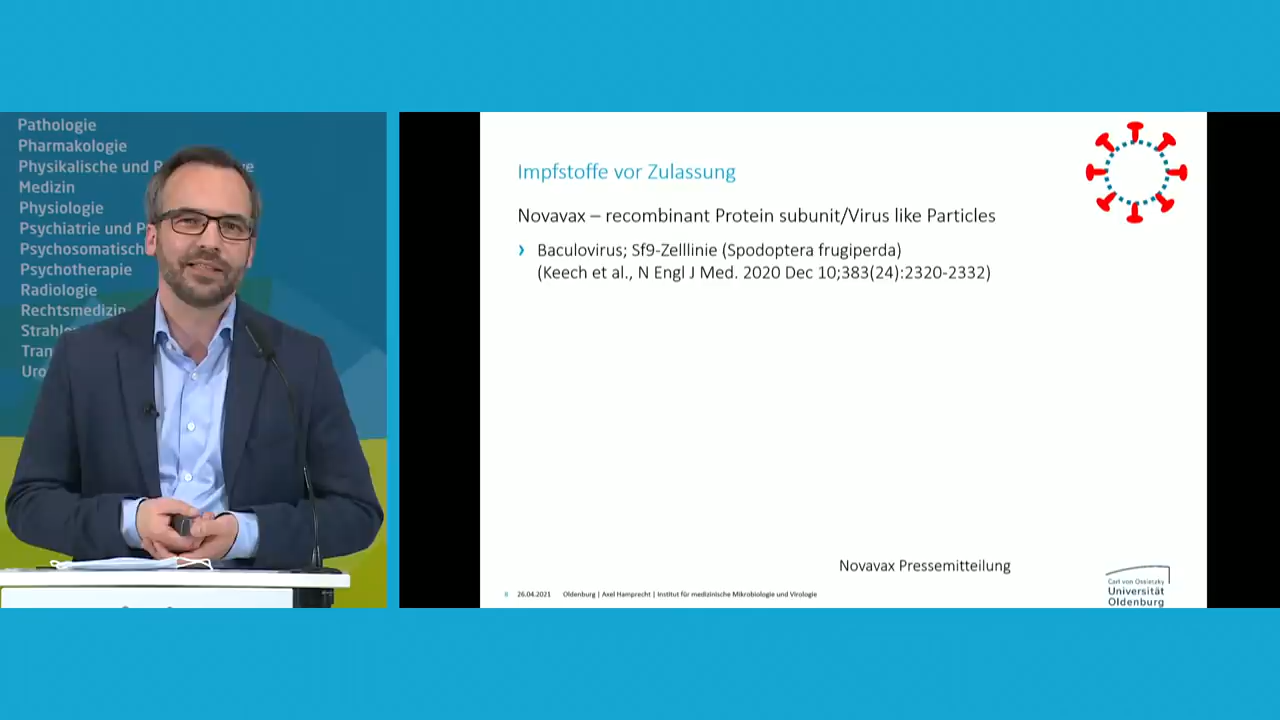 Pathologie
Pharmakologie
Physikalische und
Medizin
Physiologie
Psychiatrie und
Psychosomatisch
Psychotherapie
Radiologie
Rechtsmedizin
Impfstoffe vor Zulassung
Novavax – recombinant Protein subunit/Virus like Particles
› Baculovirus; Sf9-Zelllinie (Spodoptera frugiperda)
(Keech et al., N Engl J Med. 2020 Dec 10;383(24):2320-2332)
Novavax Pressemitteilung
8 26.04.2021 Oldenburg | Axel Hamprecht | Institut für medizinische Mikrobiologie und Virologie
Carl von Ossietzky
Universität
Oldenburg